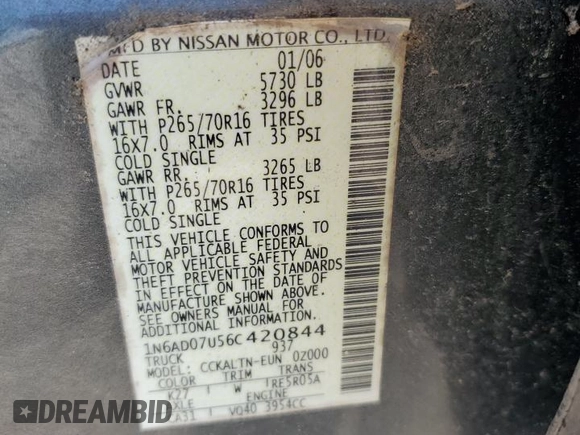 MFD BY NISSAN MOTOR CO., LTD.
DATE 01/06
GVWR 5730 LB
GAWR FR. 3296 LB
WITH P265/70R16 TIRES
16X7.0 RIMS AT 35 PSI
COLD SINGLE
GAWR RR. 3265 LB
WITH P265/70R16 TIRES
16X7.0 RIMS AT 35 PSI
COLD SINGLE
THIS VEHICLE CONFORMS TO
ALL APPLICABLE FEDERAL
MOTOR VEHICLE SAFETY AND
THEFT PREVENTION STANDARDS
IN EFFECT ON THE DATE OF
MANUFACTURE SHOWN ABOVE.
SEE OWNERS MANUAL FOR
ADDITIONAL INFORMATION.
1N6AD07U56C420844
TRUCK 937
MODEL: CCKALTN-EUN 0Z000
COLOR TRIM TRANS
K27 W RE5R05A
ENGINE
VQ40 3954CC
DREAMBID